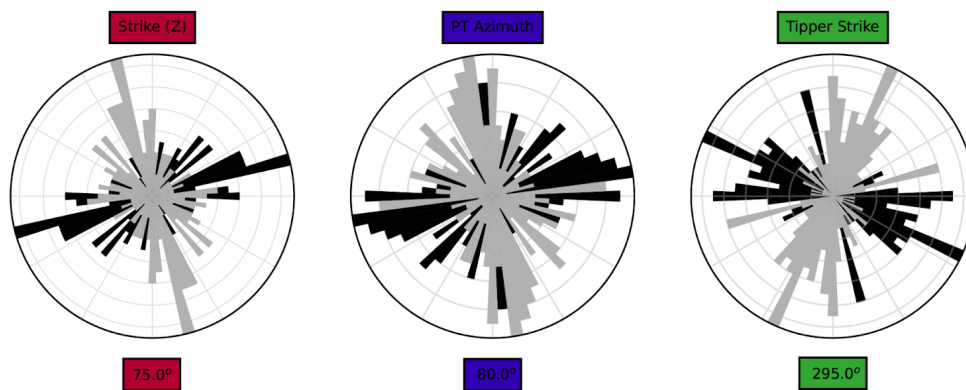 Strike (Z)
PT Azimuth
Tipper Strike
75.0°
80.0°
295.0°